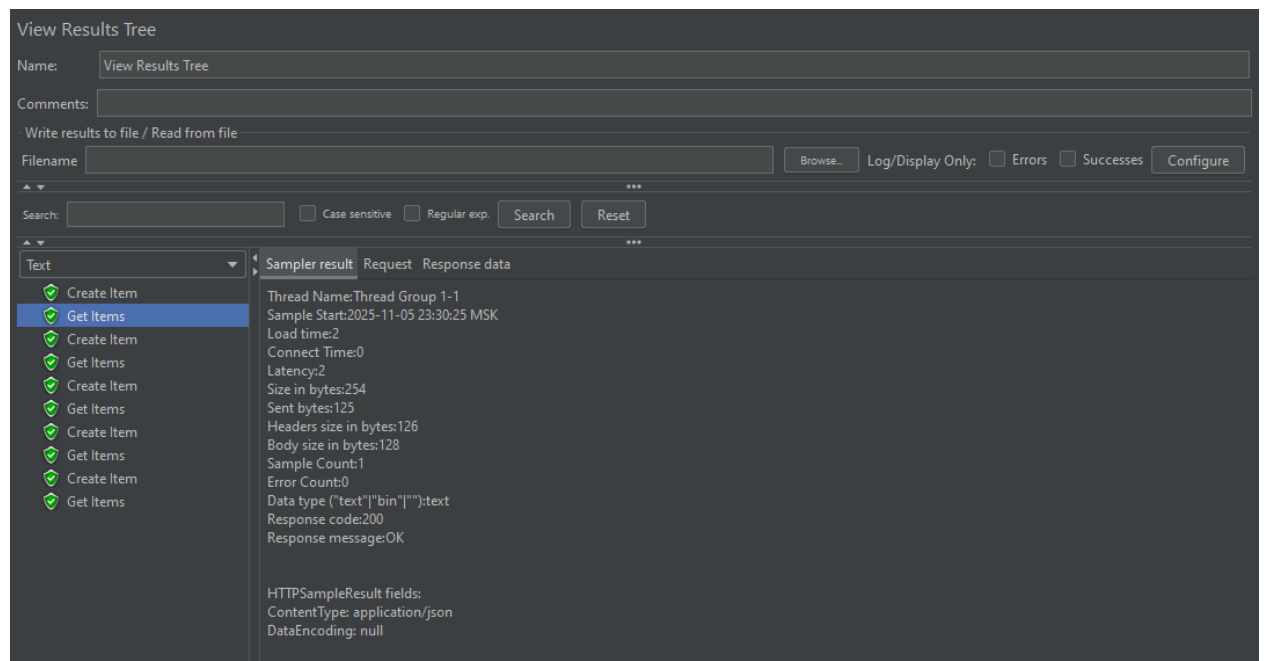 View Results Tree
Name: View Results Tree
Comments:
Write results to file / Read from file
Filename Browse... Log/Display Only: Errors Successes Configure
Search: Case sensitive Regular exp. Search Reset
Text
Create Item
Get Items
Create Item
Get Items
Create Item
Get Items
Create Item
Get Items
Create Item
Get Items
Sampler result Request Response data
Thread Name:Thread Group 1-1
Sample Start:2025-11-05 23:30:25 MSK
Load time:2
Connect Time:0
Latency:2
Size in bytes:254
Sent bytes:125
Headers size in bytes:126
Body size in bytes:128
Sample Count:1
Error Count:0
Data type ("text"|"bin"|""):text
Response code:200
Response message:OK
HTTPSampleResult fields:
ContentType: application/json
DataEncoding: null